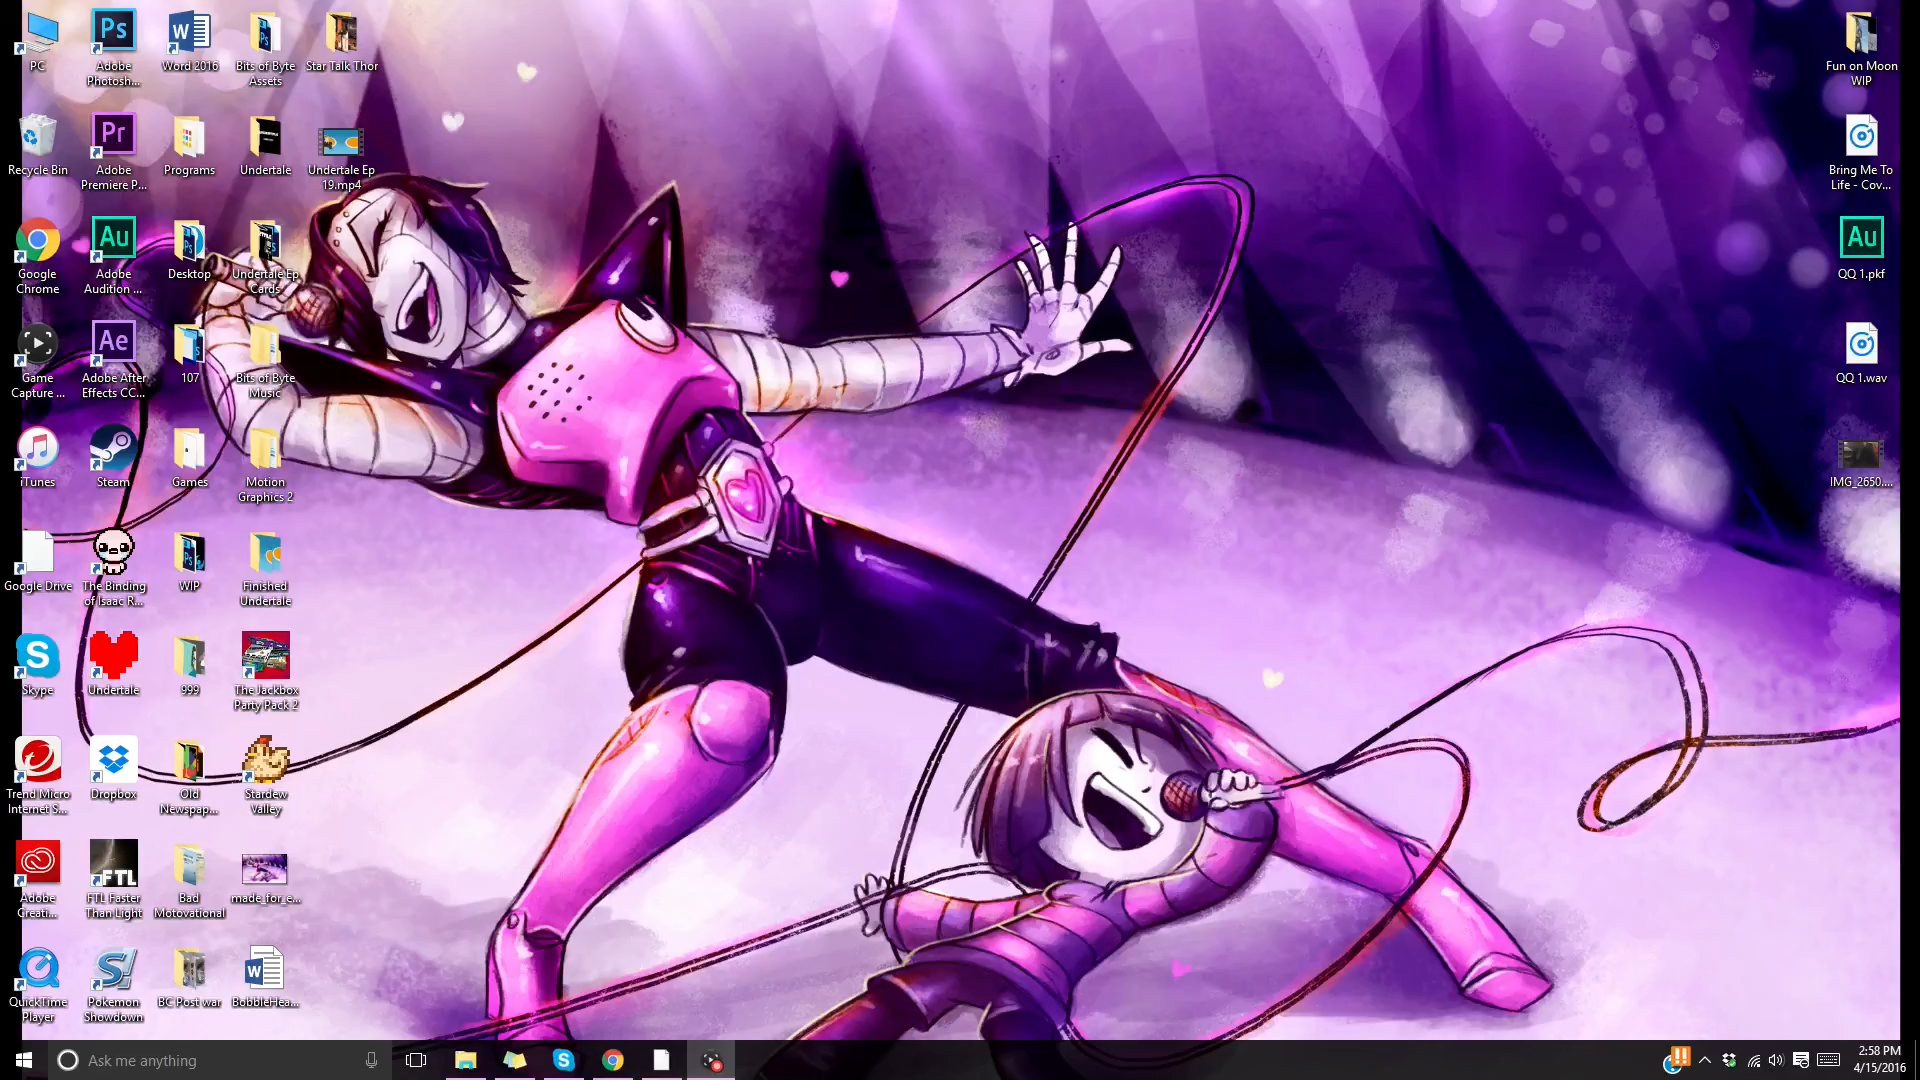 PC
Adobe
Photosh...
Word 2016
Bits of Byte
Assets
Star Talk Thor
Fun on Moon
WIP
Recycle Bin
Adobe
Premiere P...
Programs
Undertale
Undertale Ep
19.mp4
Bring Me To
Life - Cov...
Google
Chrome
Adobe
Audition ...
Desktop
Undertale Ep
Cards
QQ 1.pkf
Game
Capture ...
Adobe After
Effects CC...
107
Bits of Byte
Music
QQ 1.wav
iTunes
Steam
Games
Motion
Graphics 2
IMG_2650....
Google Drive
The Binding
of Isaac R...
WIP
Finished
Undertale
Skype
Undertale
999
The Jackbox
Party Pack 2
Trend Micro
Internet S...
Dropbox
Old
Newspap...
Stardew
Valley
Adobe
Creati...
FTL
FTL Faster
Than Light
Bad
Motovational
made_for_e...
QuickTime
Player
Pokemon
Showdown
BC Post war
BobbleHea...
Ask me anything
2:58 PM
4/15/2016